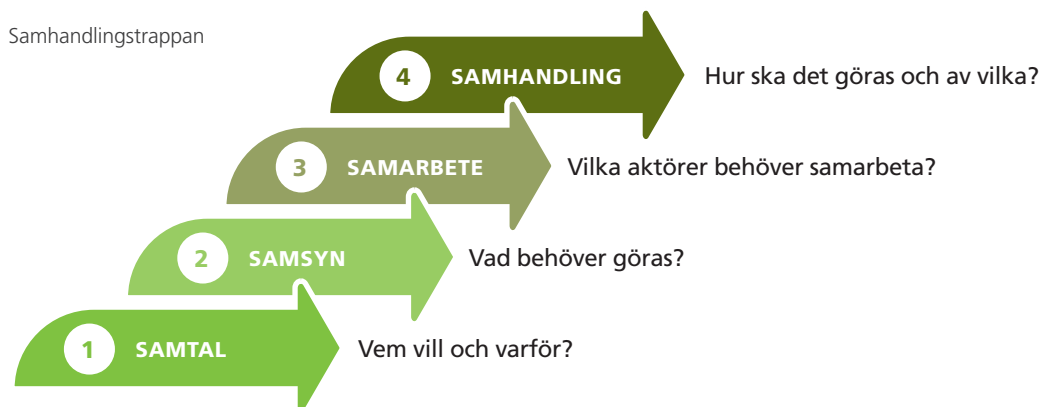 Samhandlingstrappan
4 SAMHANDLING Hur ska det göras och av vilka?
3 SAMARBETE Vilka aktörer behöver samarbeta?
2 SAMSYN Vad behöver göras?
1 SAMTAL Vem vill och varför?